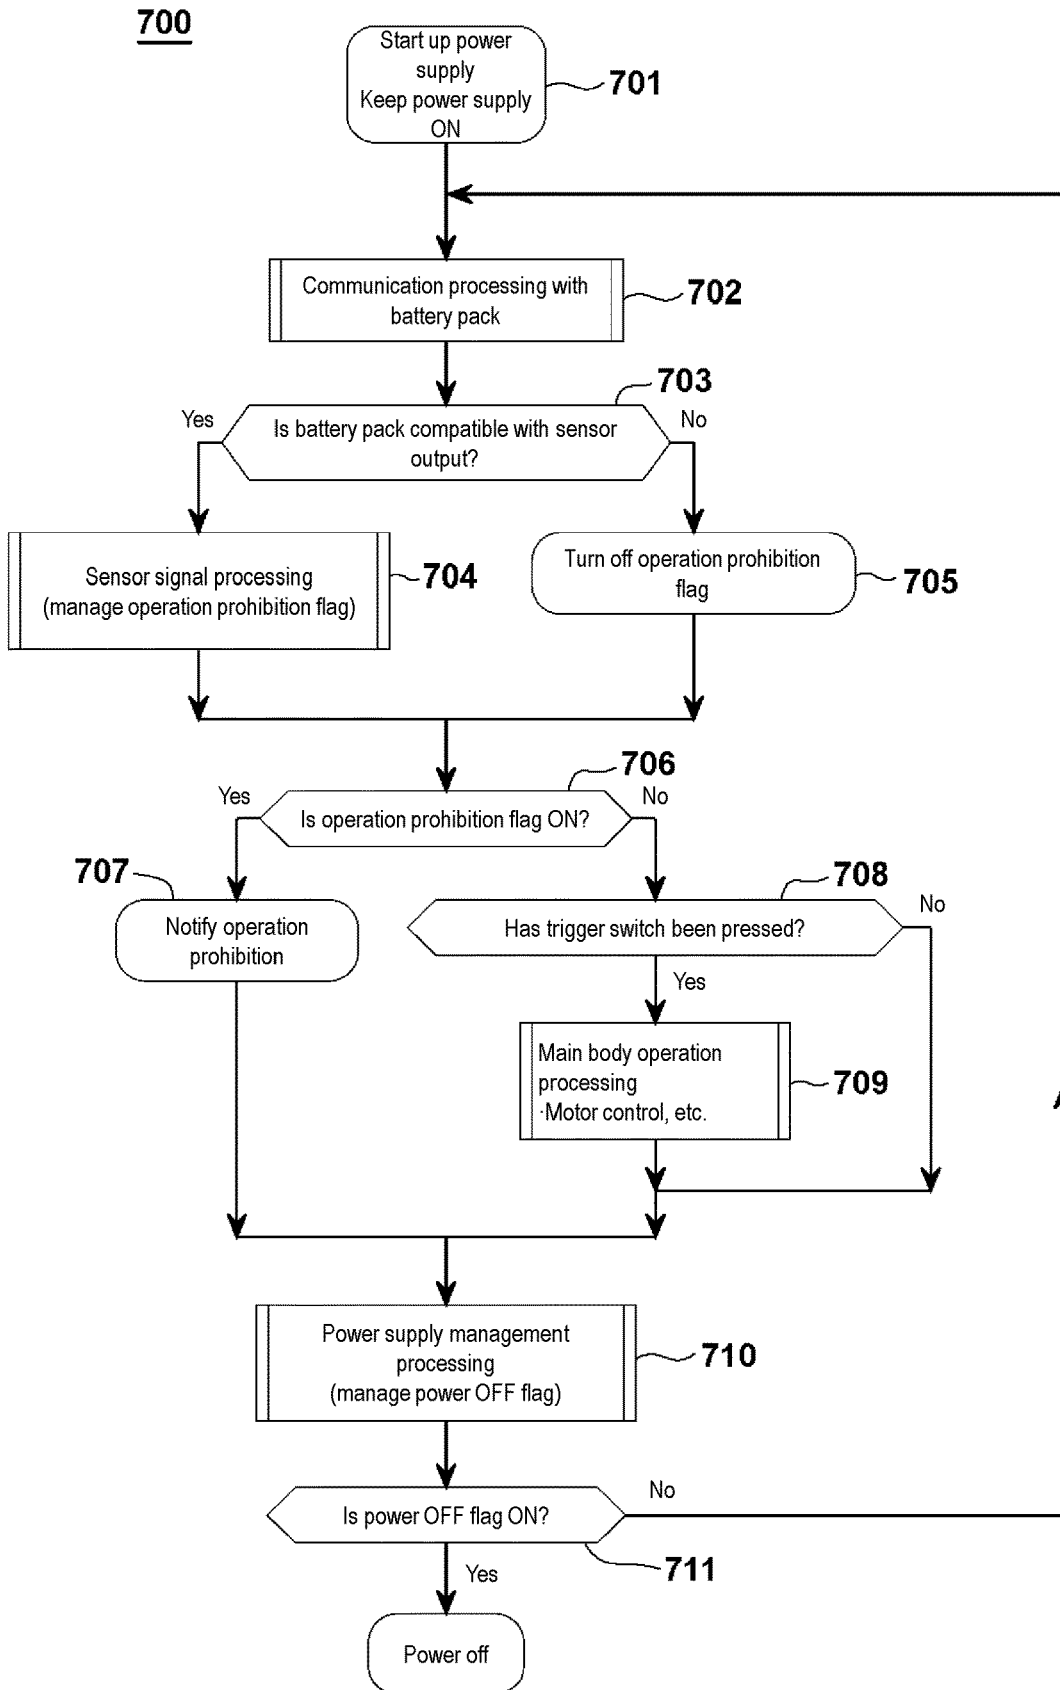 700
Start up power
supply
Keep power supply
ON
701
Communication processing with
battery pack
702
703
Yes
No
Is battery pack compatible with sensor
output?
Sensor signal processing
(manage operation prohibition flag)
704
Turn off operation prohibition
flag
705
706
Yes
No
Is operation prohibition flag ON?
707
Notify operation
prohibition
708
Has trigger switch been pressed?
No
Yes
Main body operation
processing
·Motor control, etc.
709
Power supply management
processing
(manage power OFF flag)
710
Is power OFF flag ON?
No
711
Yes
Power off